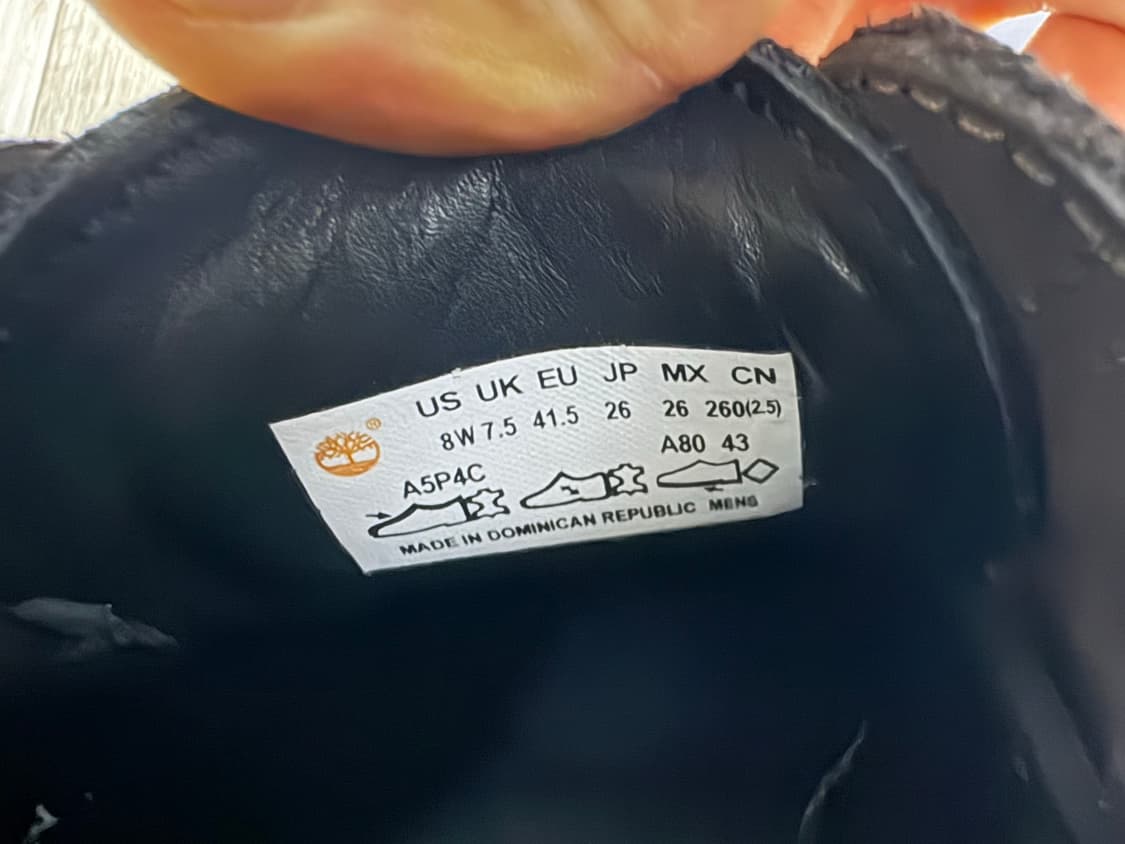 US UK EU JP MX CN
8W 7.5 41.5 26 26 260(2.5)
A5P4C A80 43
MADE IN DOMINICAN REPUBLIC MENS
®